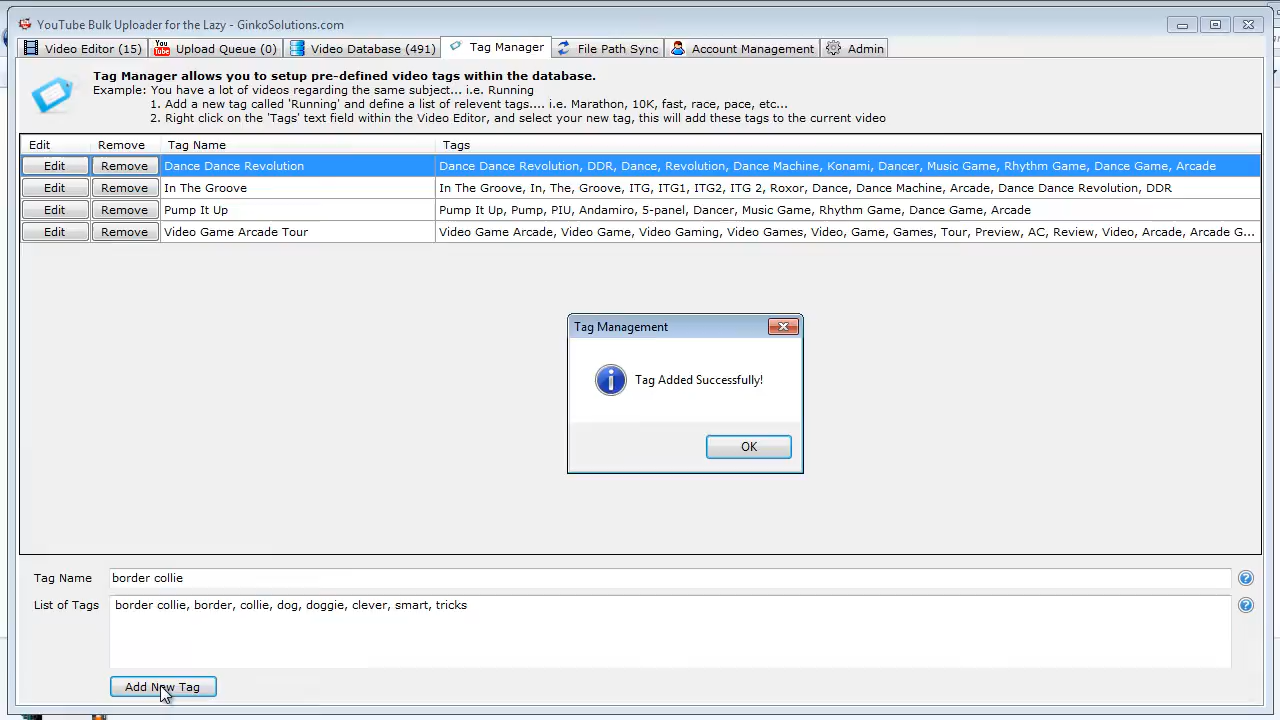 YouTube Bulk Uploader for the Lazy - GinkoSolutions.com
Video Editor (15) You Tube Upload Queue (0) Video Database (491) Tag Manager File Path Sync Account Management Admin
Tag Manager allows you to setup pre-defined video tags within the database.
Example: You have a lot of videos regarding the same subject... i.e. Running
1. Add a new tag called 'Running' and define a list of relevant tags.... i.e. Marathon, 10K, fast, race, pace, etc...
2. Right click on the 'Tags' text field within the Video Editor, and select your new tag, this will add these tags to the current video
Edit Remove Tag Name Tags
Edit Remove Dance Dance Revolution Dance Dance Revolution, DDR, Dance, Revolution, Dance Machine, Konami, Dancer, Music Game, Rhythm Game, Dance Game, Arcade
Edit Remove In The Groove In The Groove, In, The, Groove, ITG, ITG1, ITG2, ITG 2, Roxor, Dance, Dance Machine, Arcade, Dance Dance Revolution, DDR
Edit Remove Pump It Up Pump It Up, Pump, PIU, Andamiro, 5-panel, Dancer, Music Game, Rhythm Game, Dance Game, Arcade
Edit Remove Video Game Arcade Tour Video Game Arcade, Video Game, Video Gaming, Video Games, Video, Game, Games, Tour, Preview, AC, Review, Video, Arcade, Arcade G...
Tag Management
Tag Added Successfully!
OK
Tag Name border collie
List of Tags border collie, border, collie, dog, doggie, clever, smart, tricks
Add New Tag